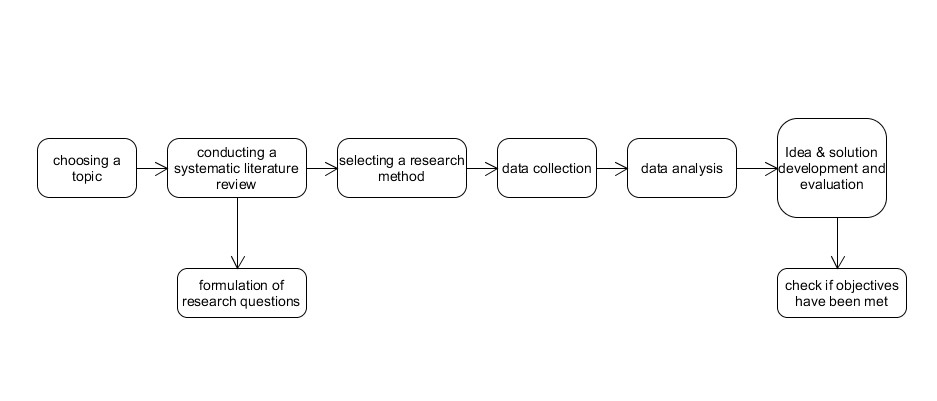 choosing a
topic
conducting a
systematic literature
review
selecting a research
method
data collection
data analysis
Idea & solution
development and
evaluation
formulation of
research questions
check if objectives
have been met